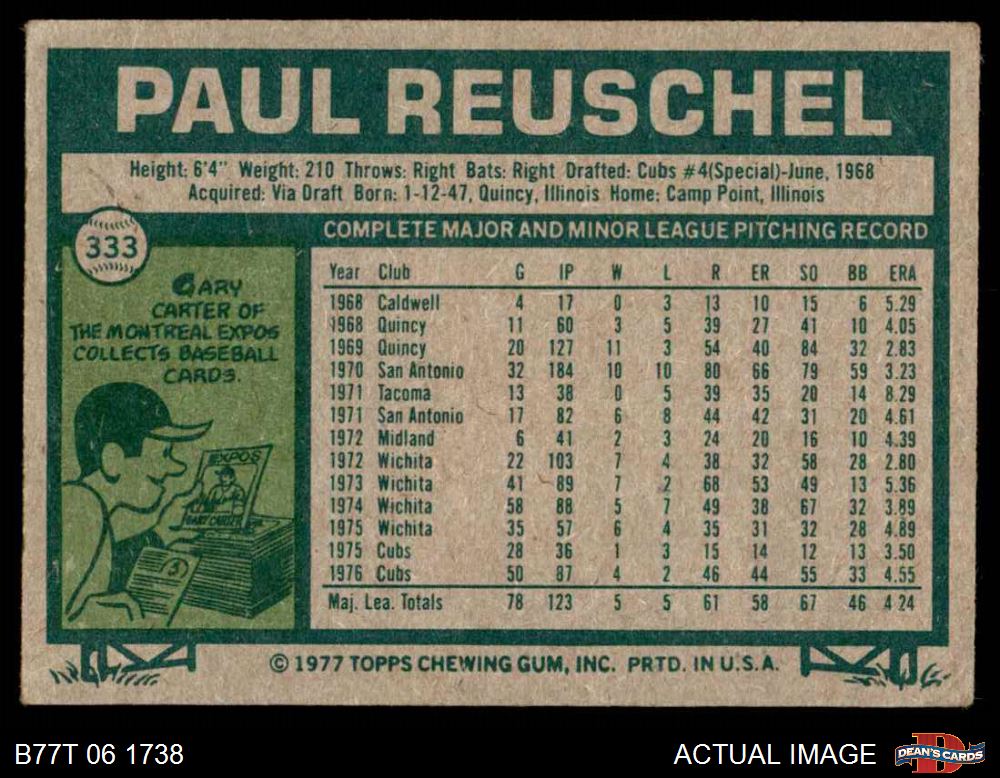 PAUL REUSCHEL
Height: 6'4" Weight: 210 Throws: Right Bats: Right Drafted: Cubs #4(Special)-June, 1968
Acquired: Via Draft Born: 1-12-47, Quincy, Illinois Home: Camp Point, Illinois
333
COMPLETE MAJOR AND MINOR LEAGUE PITCHING RECORD
GARY
CARTER OF
THE MONTREAL EXPOS
COLLECTS BASEBALL
CARDS.
EXPOS
GARY CARTER
Year Club G IP W L R ER SO BB ERA
1968 Caldwell 4 17 0 3 13 10 15 6 5.29
1968 Quincy 11 60 3 5 39 27 41 10 4.05
1969 Quincy 20 127 11 3 54 40 84 32 2.83
1970 San Antonio 32 184 10 10 80 66 79 59 3.23
1971 Tacoma 13 38 0 5 39 35 20 14 8.29
1971 San Antonio 17 82 6 8 44 42 31 20 4.61
1972 Midland 6 41 2 3 24 20 16 10 4.39
1972 Wichita 22 103 7 4 38 32 58 28 2.80
1973 Wichita 41 89 7 2 68 53 49 13 5.36
1974 Wichita 58 88 5 7 49 38 67 32 3.89
1975 Wichita 35 57 6 4 35 31 32 28 4.89
1975 Cubs 28 36 1 3 15 14 12 13 3.50
1976 Cubs 50 87 4 2 46 44 55 33 4.55
Maj. Lea. Totals 78 123 5 5 61 58 67 46 4 24
© 1977 TOPPS CHEWING GUM, INC. PRTD. IN U.S.A.
B77T 06 1738
ACTUAL IMAGE
D
DEAN'S CARDS